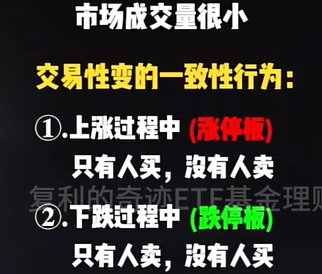 市场成交量很小
交易性变的一致性行为：
①.上涨过程中 (涨停板)
只有人买，没有人卖
复利的奇迹ETF基金理财
②.下跌过程中 (跌停板)
只有人卖，没有人买